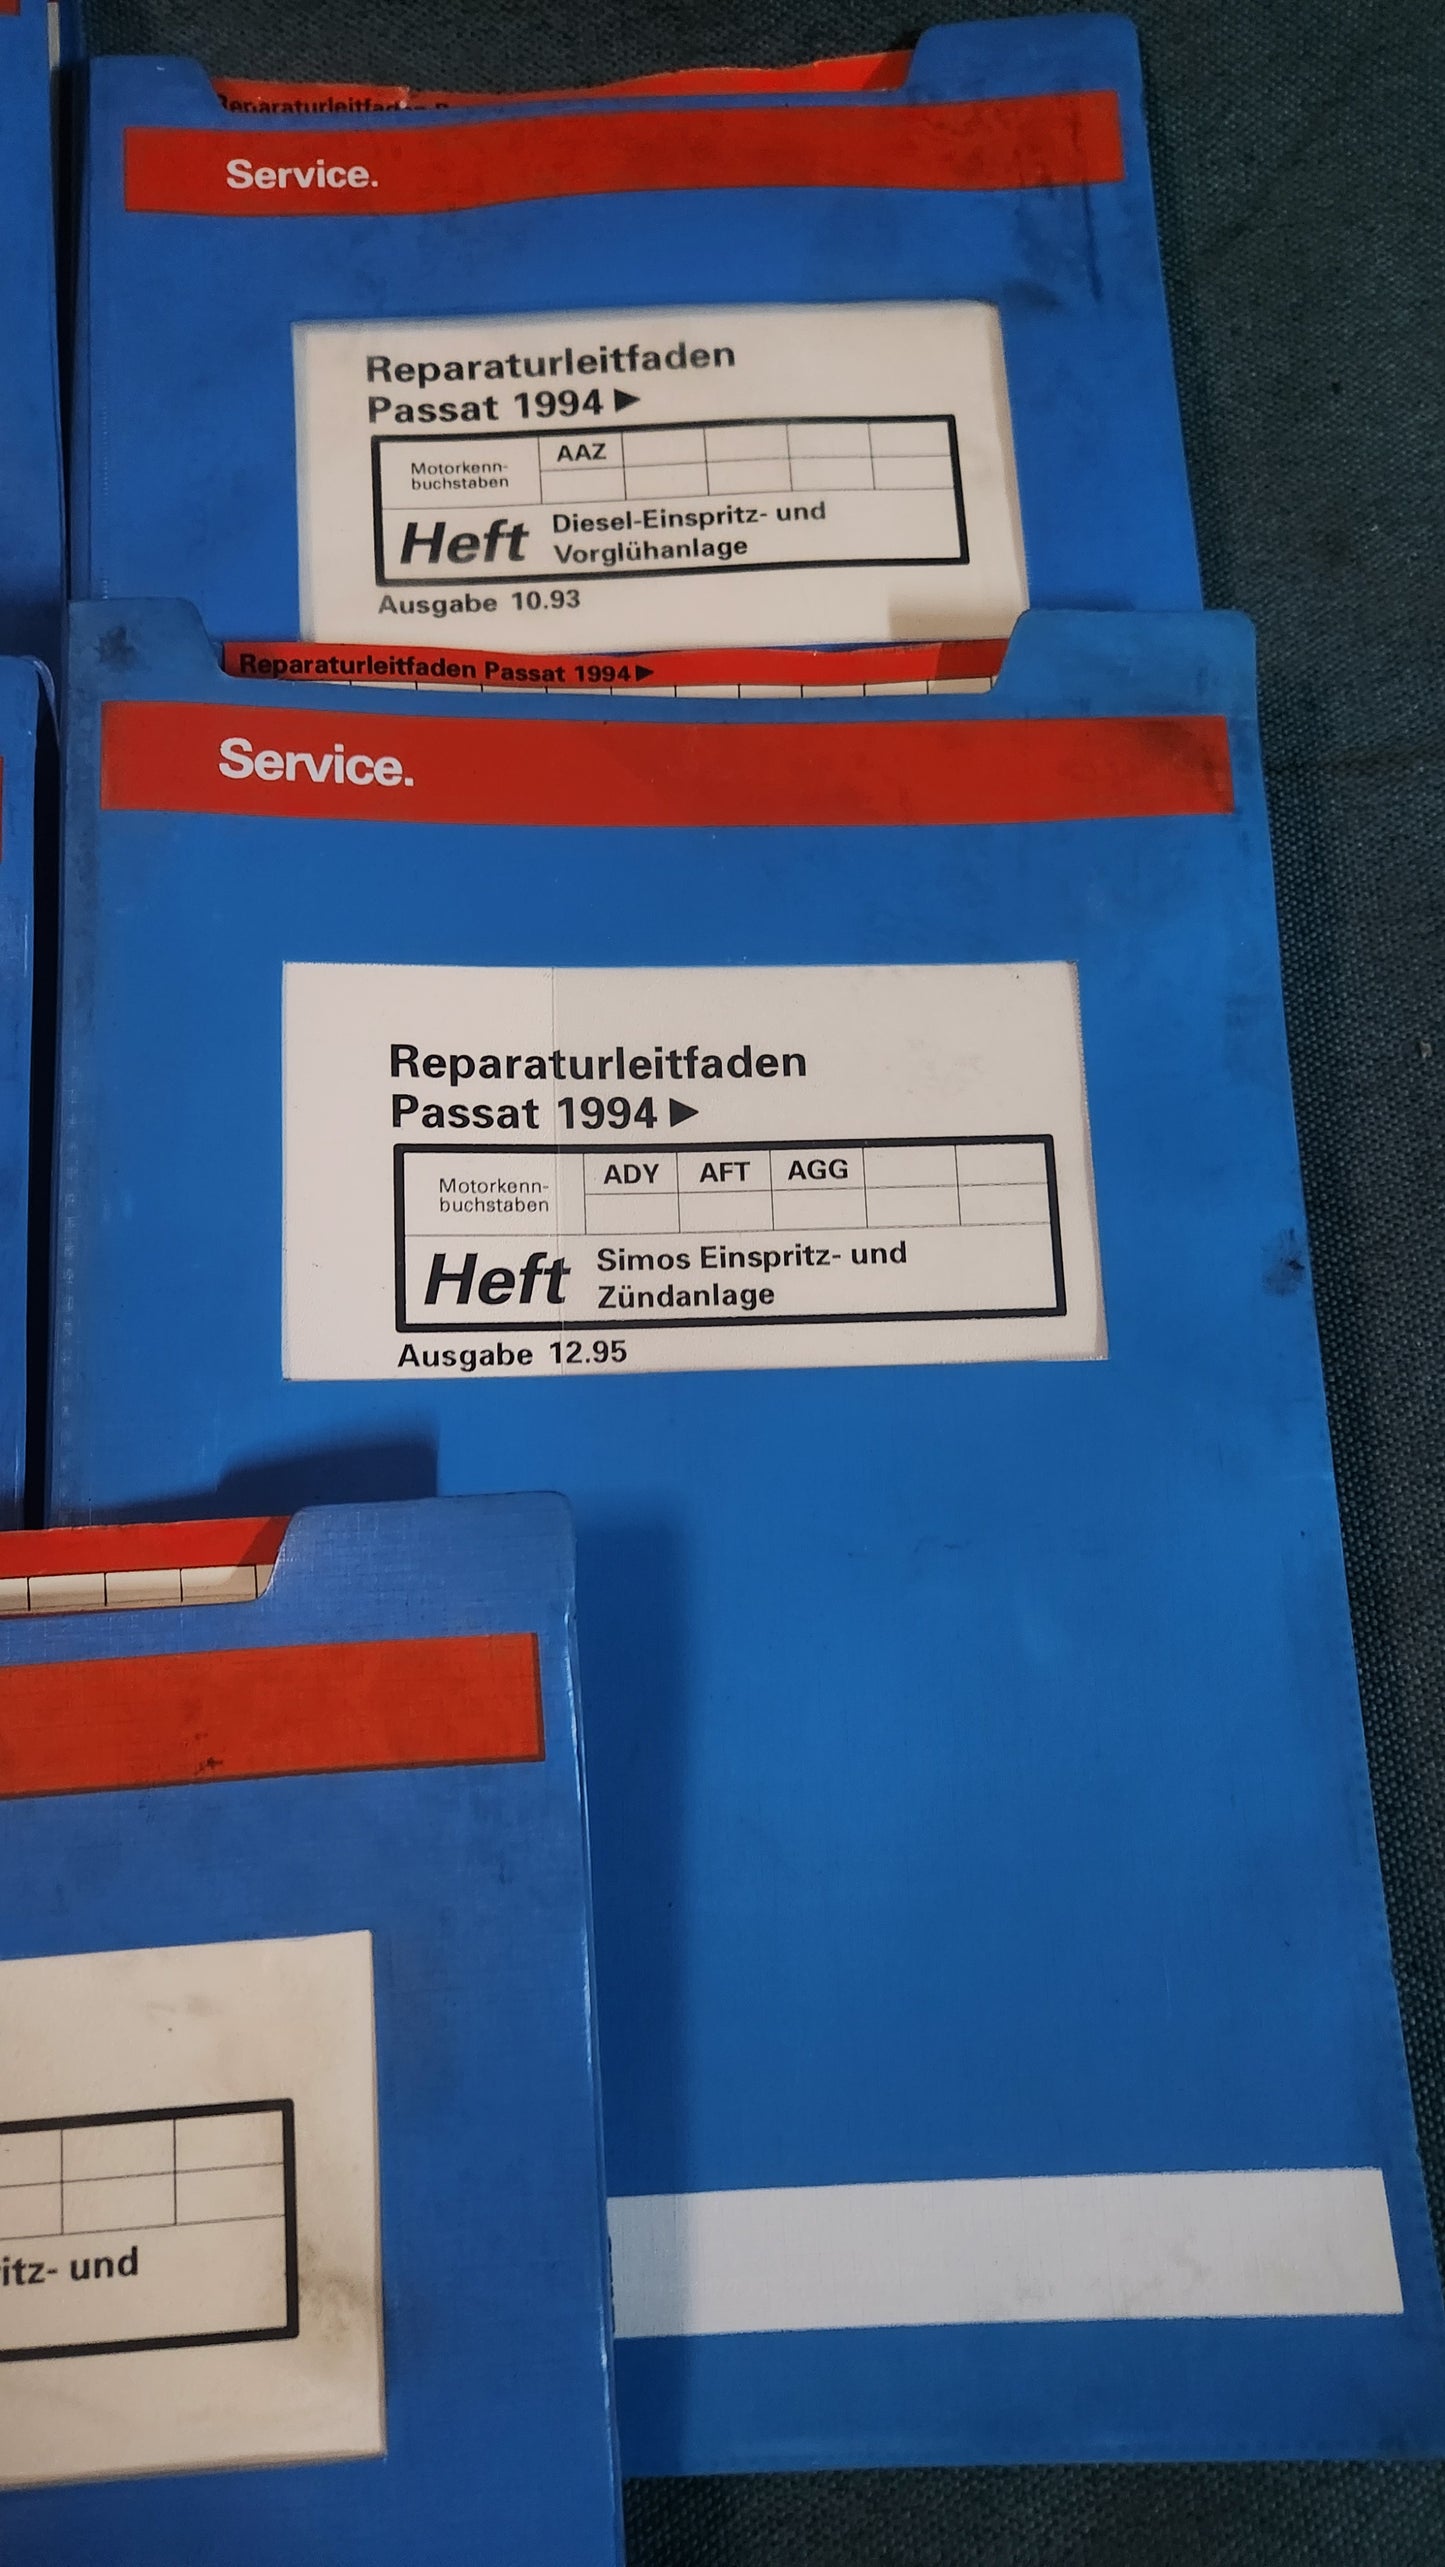 Reparaturleitfaden
Service.
Reparaturleitfaden
Passat 1994 ▶
Motorkenn-
buchstaben
AAZ
Heft
Diesel-Einspritz- und
Vorglühanlage
Ausgabe 10.93
Reparaturleitfaden Passat 1994 ▶
Service.
Reparaturleitfaden
Passat 1994 ▶
Motorkenn-
buchstaben
ADY AFT AGG
Heft
Simos Einspritz- und
Zündanlage
Ausgabe 12.95
itz- und